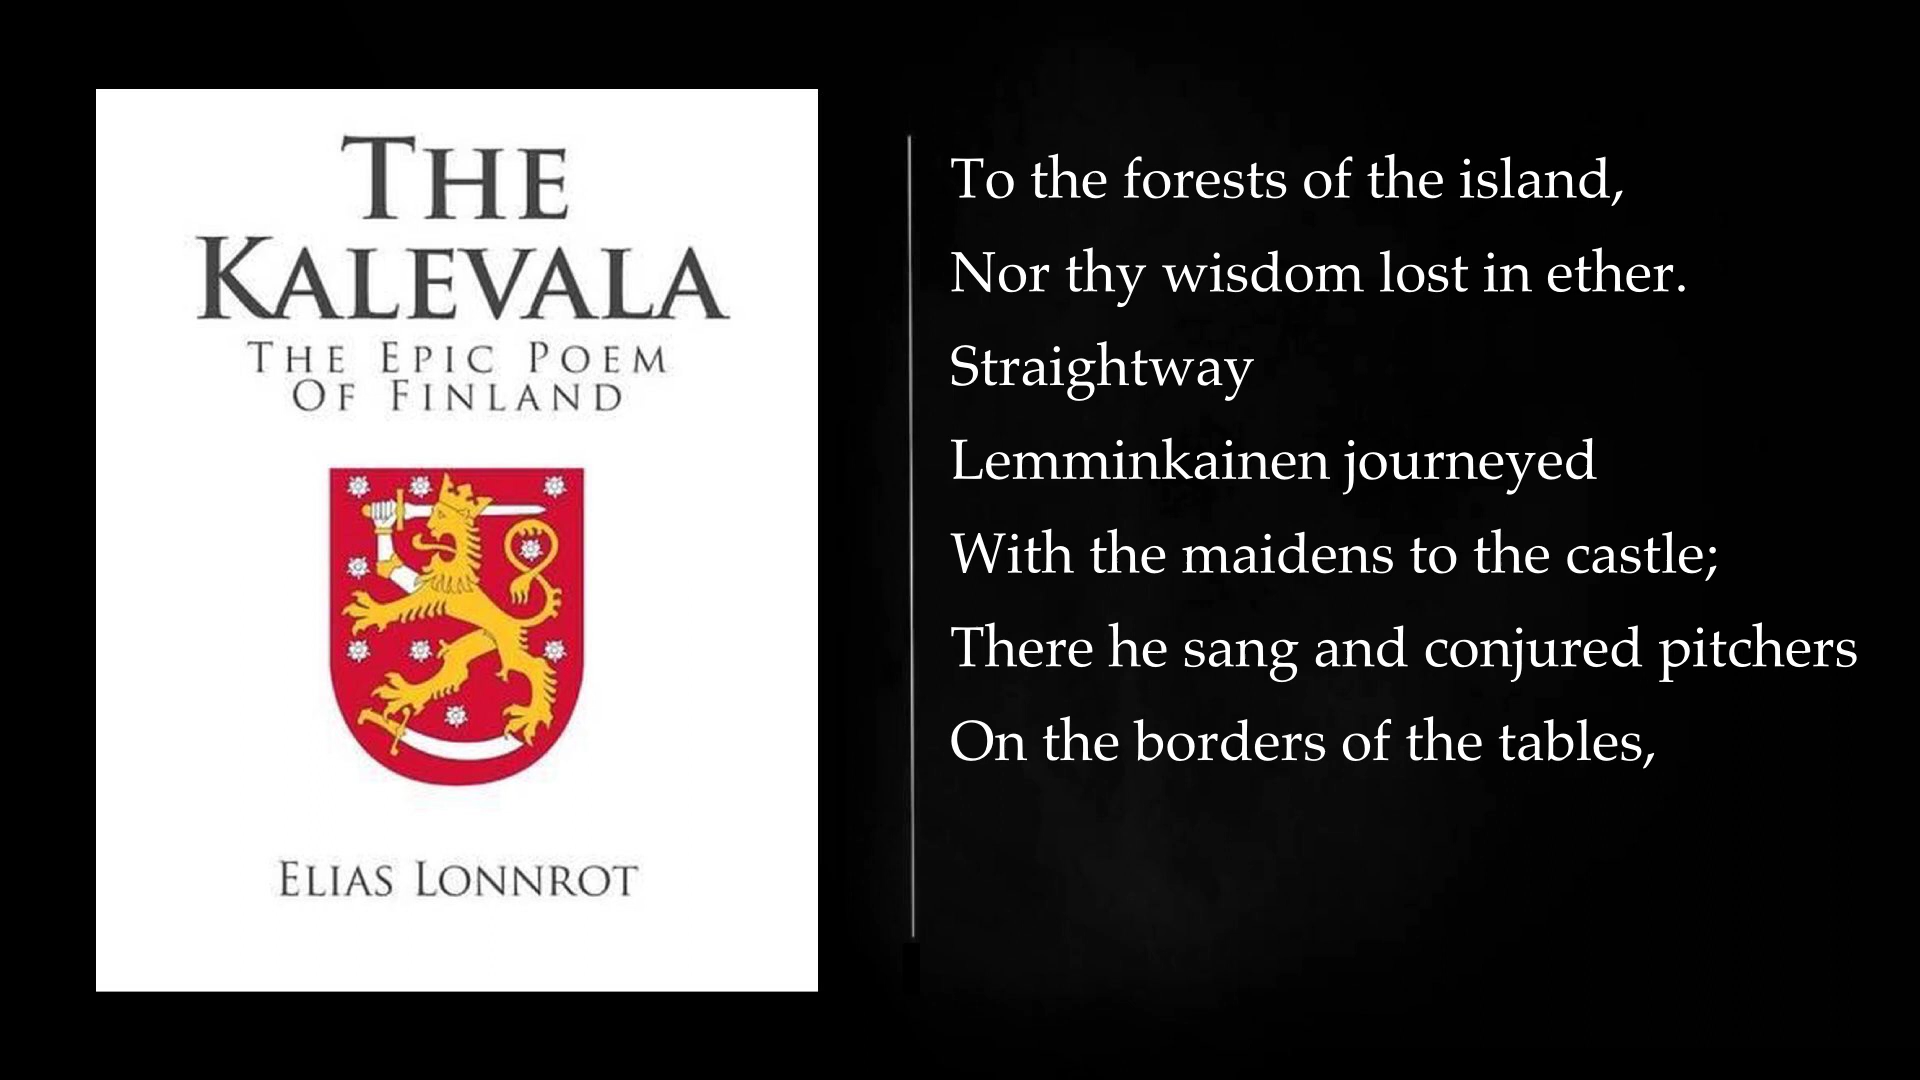 THE
KALEVALA
THE EPIC POEM
OF FINLAND
ELIAS LONNROT
To the forests of the island,
Nor thy wisdom lost in ether.
Straightway
Lemminkainen journeyed
With the maidens to the castle;
There he sang and conjured pitchers
On the borders of the tables,